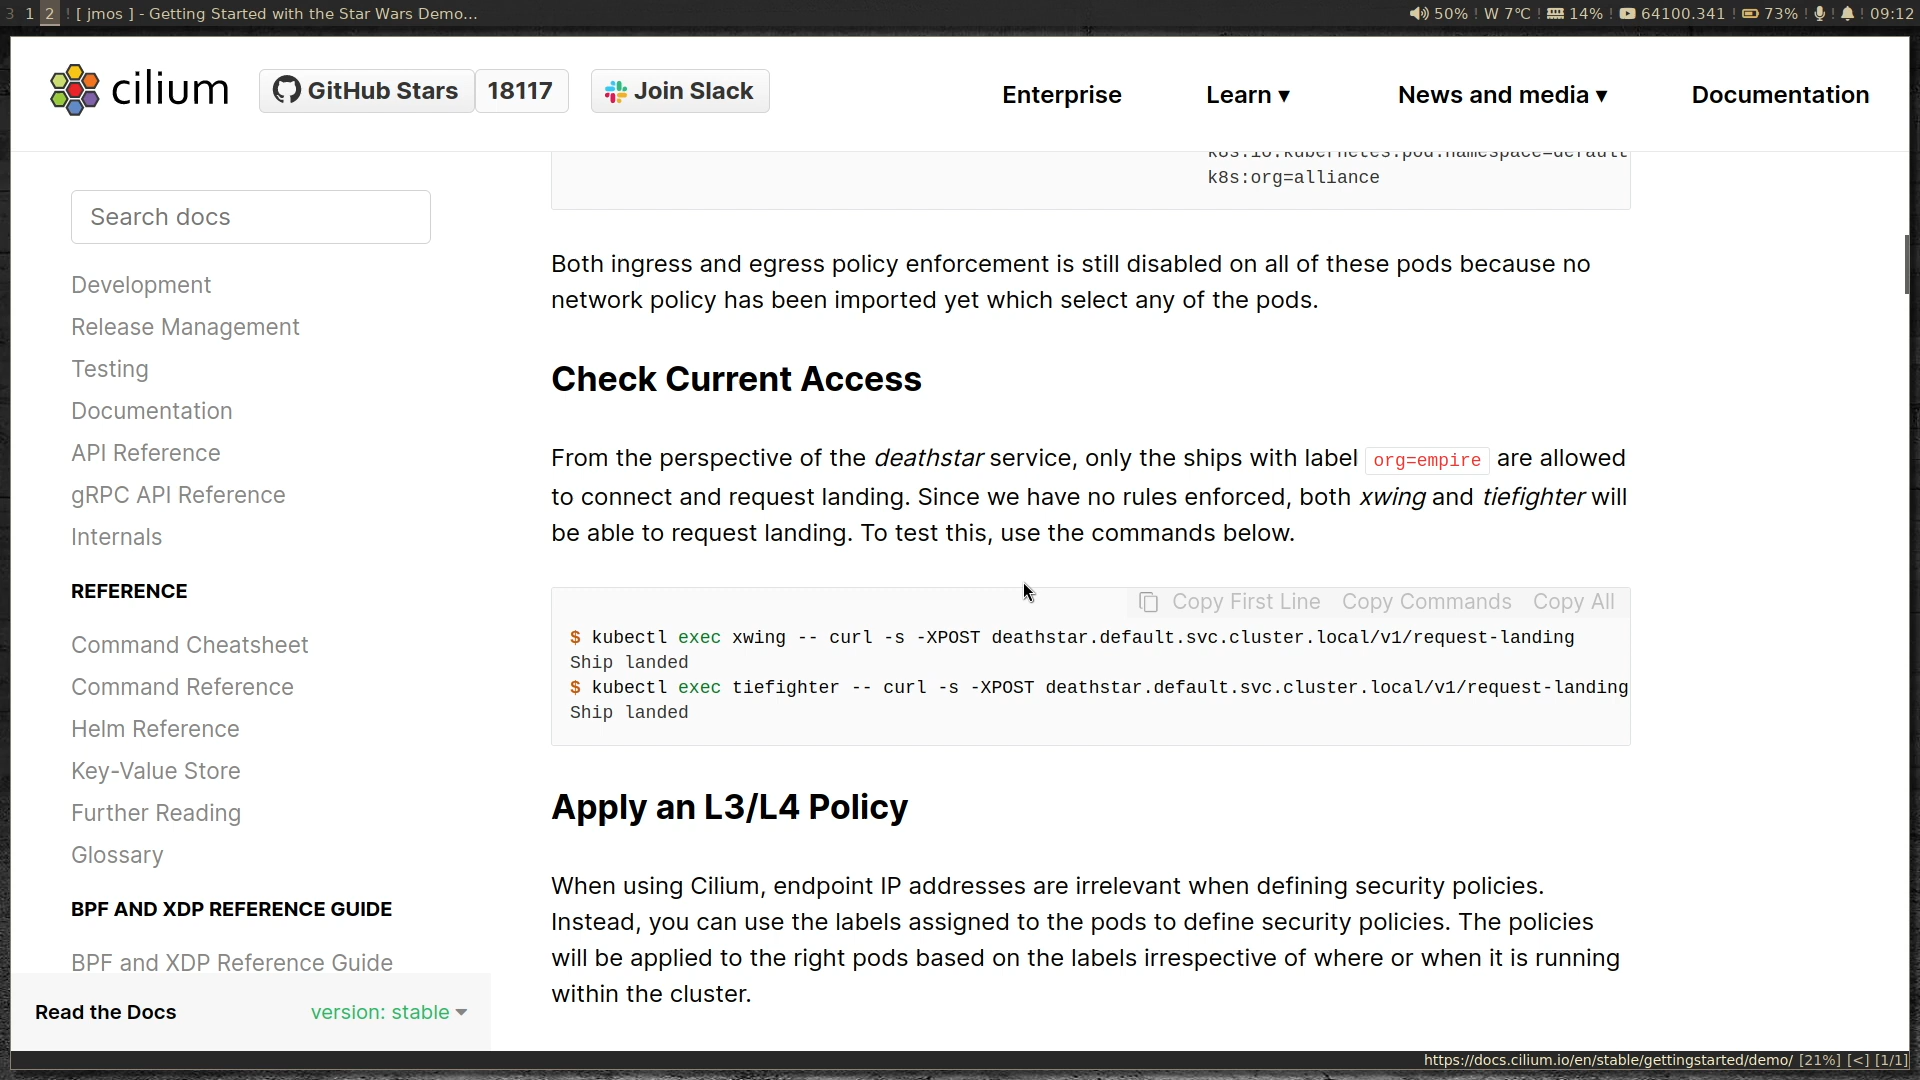 3 1 2 [ jmos ] - Getting Started with the Star Wars Demo...
50% W 7℃ 14% 64100.341 73% 09:12
cilium
GitHub Stars 18117
Join Slack
Enterprise
Learn ▾
News and media ▾
Documentation
Search docs
Development
Release Management
Testing
Documentation
API Reference
gRPC API Reference
Internals
REFERENCE
Command Cheatsheet
Command Reference
Helm Reference
Key-Value Store
Further Reading
Glossary
BPF AND XDP REFERENCE GUIDE
BPF and XDP Reference Guide
Read the Docs
version: stable
k8s:io.kubernetes.pod.namespace=default
k8s:org=alliance
Both ingress and egress policy enforcement is still disabled on all of these pods because no
network policy has been imported yet which select any of the pods.
Check Current Access
From the perspective of the deathstar service, only the ships with label org=empire are allowed
to connect and request landing. Since we have no rules enforced, both xwing and tiefighter will
be able to request landing. To test this, use the commands below.
Copy First Line Copy Commands Copy All
$ kubectl exec xwing -- curl -s -XPOST deathstar.default.svc.cluster.local/v1/request-landing
Ship landed
$ kubectl exec tiefighter -- curl -s -XPOST deathstar.default.svc.cluster.local/v1/request-landing
Ship landed
Apply an L3/L4 Policy
When using Cilium, endpoint IP addresses are irrelevant when defining security policies.
Instead, you can use the labels assigned to the pods to define security policies. The policies
will be applied to the right pods based on the labels irrespective of where or when it is running
within the cluster.
https://docs.cilium.io/en/stable/gettingstarted/demo/ [21%] [<] [1/1]